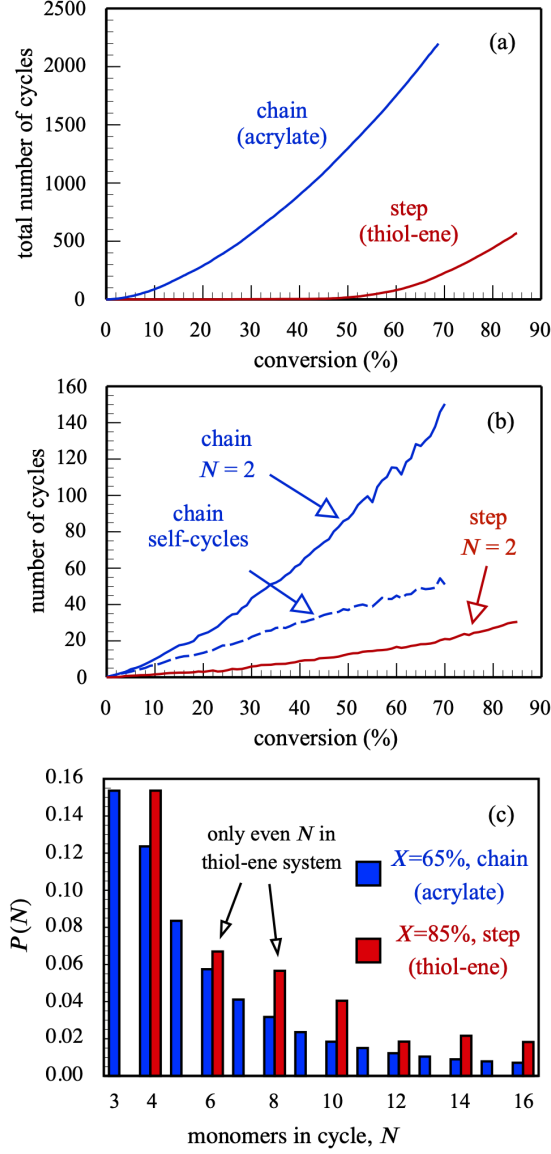 2500
2000
1500
1000
500
0
total number of cycles
(a)
chain
(acrylate)
step
(thiol-ene)
0 10 20 30 40 50 60 70 80 90
conversion (%)
160
140
120
100
80
60
40
20
0
number of cycles
(b)
chain
N = 2
chain
self-cycles
step
N = 2
0 10 20 30 40 50 60 70 80 90
conversion (%)
0.16
0.14
0.12
0.10
0.08
0.06
0.04
0.02
0.00
P(N)
(c)
only even N in
thiol-ene system
X=65%, chain
(acrylate)
X=85%, step
(thiol-ene)
3 4 6 8 10 12 14 16
monomers in cycle, N